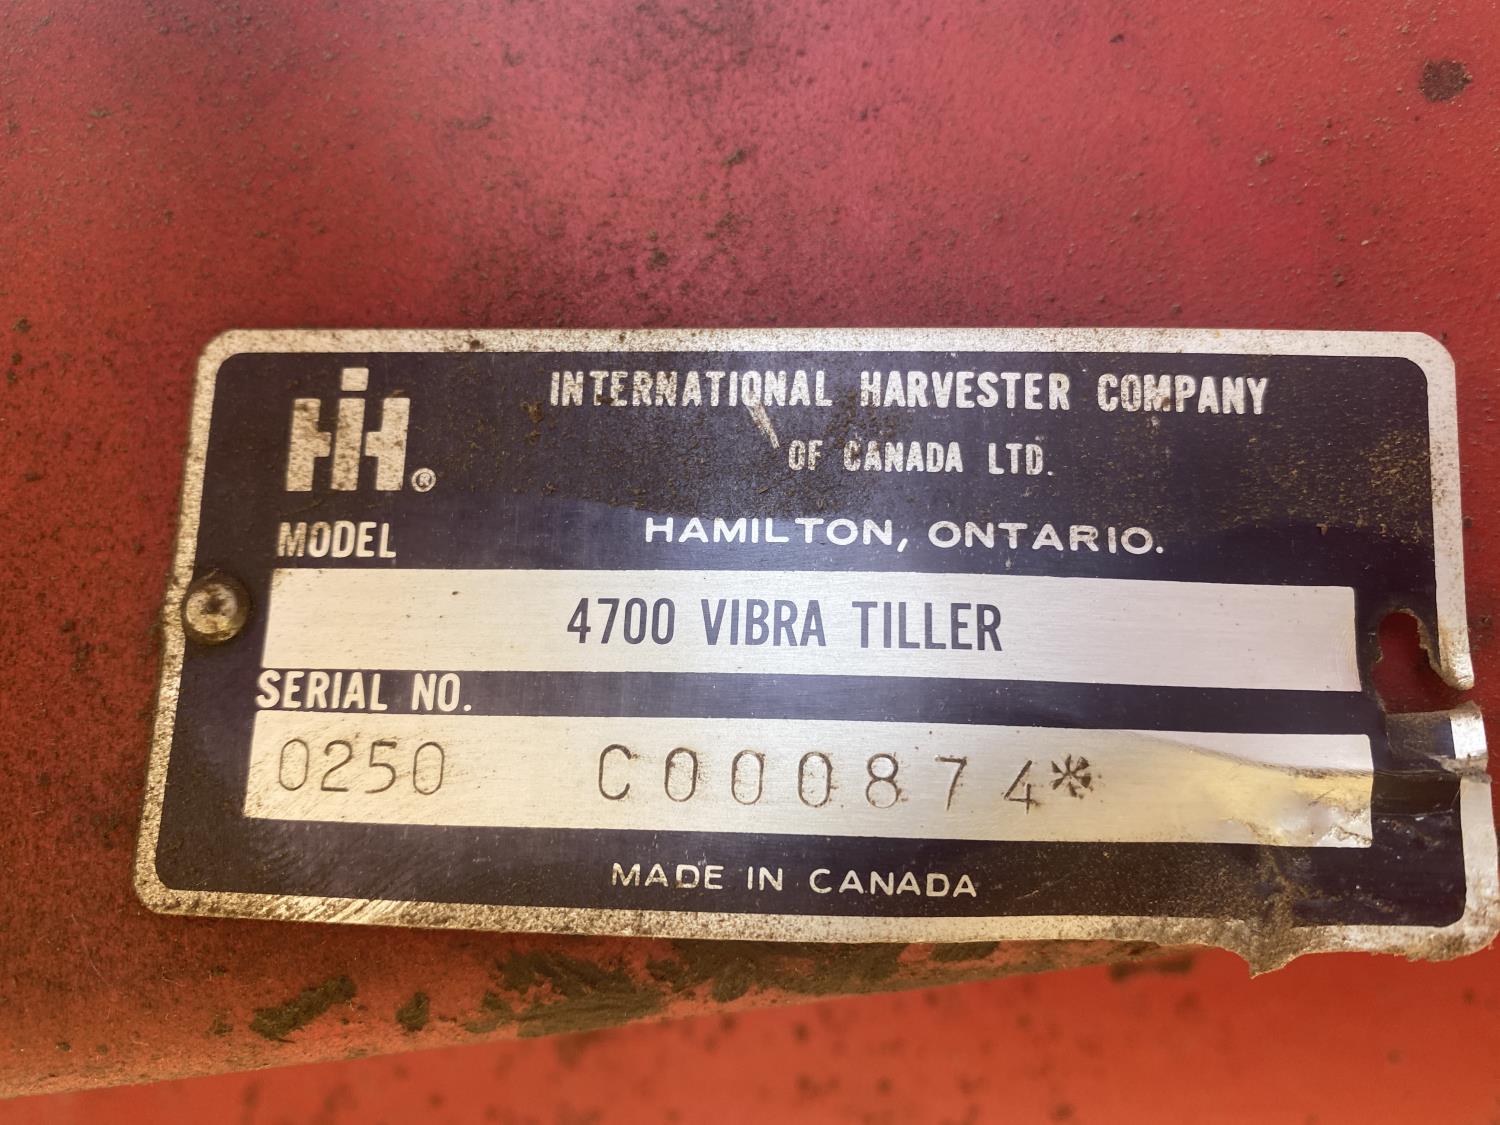 IH®
INTERNATIONAL HARVESTER COMPANY
OF CANADA LTD.
MODEL
HAMILTON, ONTARIO.
4700 VIBRA TILLER
SERIAL NO.
0250 C000874*
MADE IN CANADA